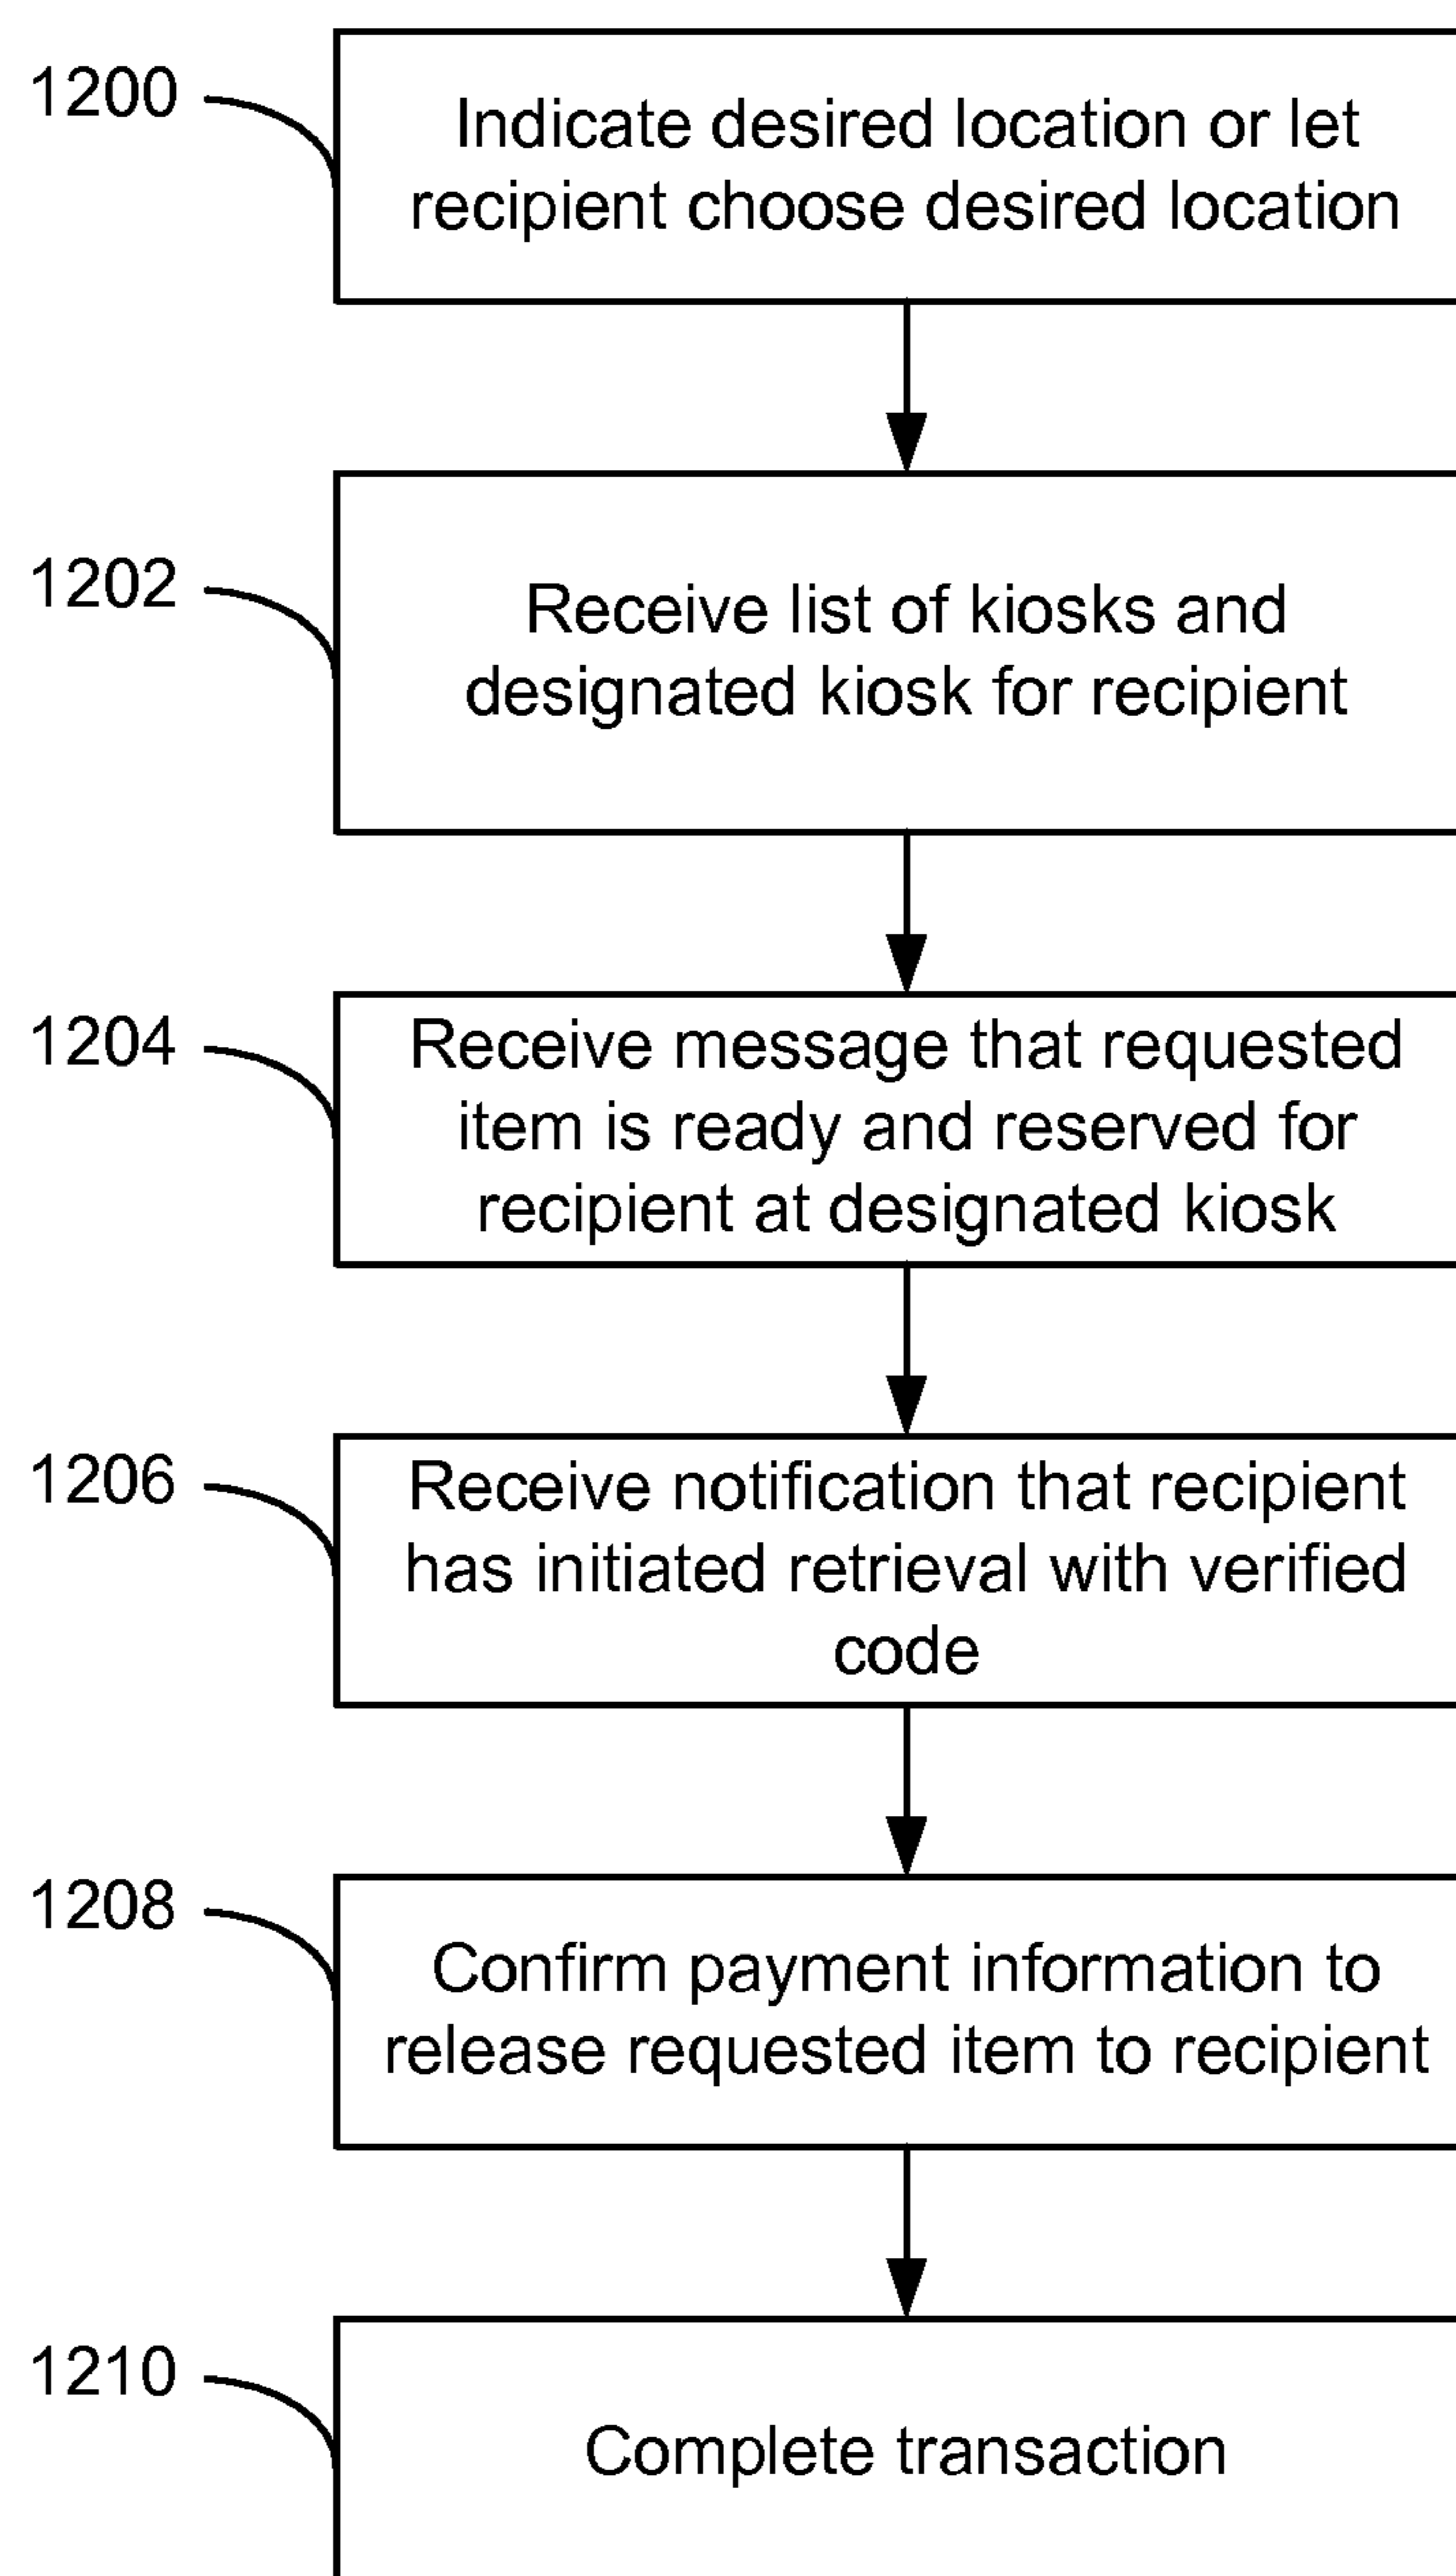 1200
Indicate desired location or let
recipient choose desired location
1202
Receive list of kiosks and
designated kiosk for recipient
1204
Receive message that requested
item is ready and reserved for
recipient at designated kiosk
1206
Receive notification that recipient
has initiated retrieval with verified
code
1208
Confirm payment information to
release requested item to recipient
1210
Complete transaction